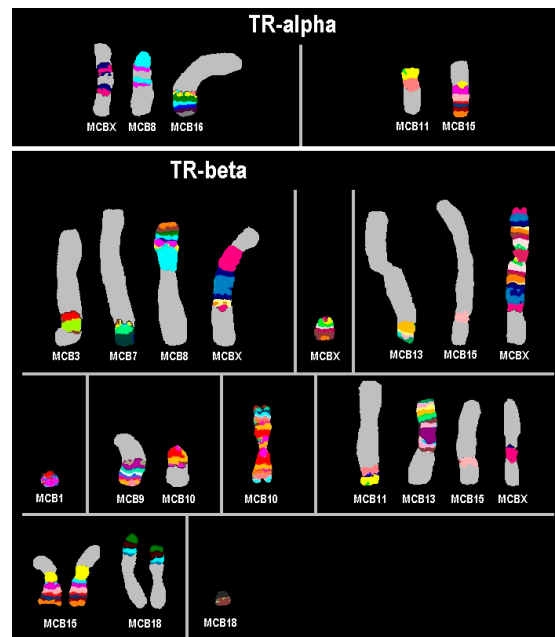 TR-alpha
MCBX MCB8 MCB16 MCB11 MCB15
TR-beta
MCB3 MCB7 MCB8 MCBX MCBX MCB13 MCB15 MCBX
MCB1 MCB9 MCB10 MCB10 MCB11 MCB13 MCB15 MCBX
MCB15 MCB18 MCB18